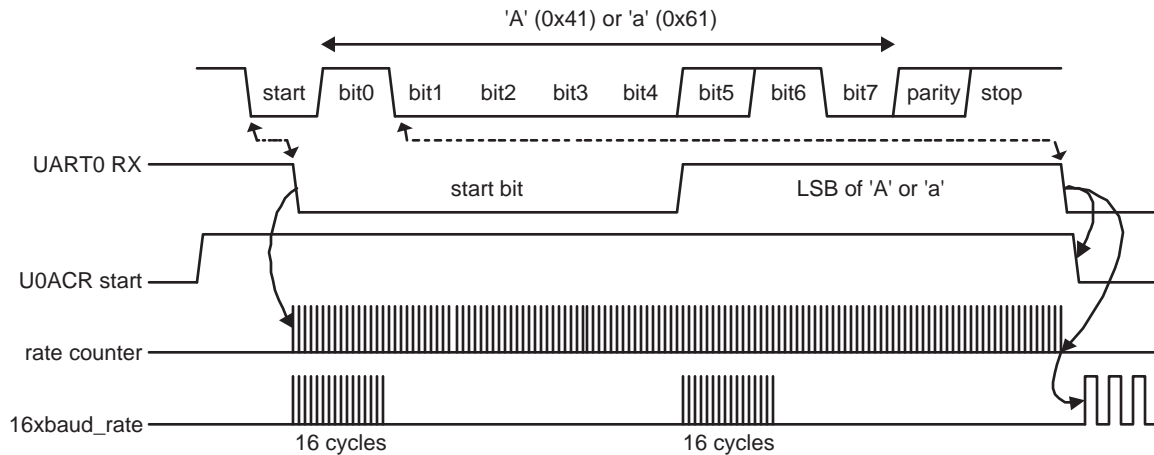 'A' (0x41) or 'a' (0x61)
start bit0 bit1 bit2 bit3 bit4 bit5 bit6 bit7 parity stop
UART0 RX
start bit
LSB of 'A' or 'a'
U0ACR start
rate counter
16xbaud_rate
16 cycles
16 cycles